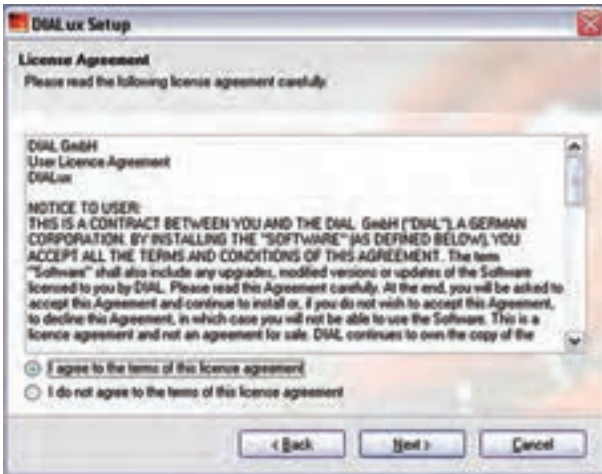 DIALux Setup
License Agreement
Please read the following license agreement carefully.
DIAL GmbH
User Licence Agreement
DIALux
NOTICE TO USER:
THIS IS A CONTRACT BETWEEN YOU AND THE DIAL GmbH ("DIAL"), A GERMAN
CORPORATION. BY INSTALLING THE "SOFTWARE" (AS DEFINED BELOW), YOU
ACCEPT ALL THE TERMS AND CONDITIONS OF THIS AGREEMENT. The term
"Software" shall also include any upgrades, modified versions or updates of the Software
licensed to you by DIAL. Please read this Agreement carefully. At the end, you will be asked to
accept this Agreement and continue to install or, if you do not wish to accept this Agreement,
to decline this Agreement, in which case you will not be able to use the Software. This is a
licence agreement and not an agreement for sale. DIAL continues to own the copy of the
I agree to the terms of this license agreement
I do not agree to the terms of this license agreement
< Back
Next >
Cancel